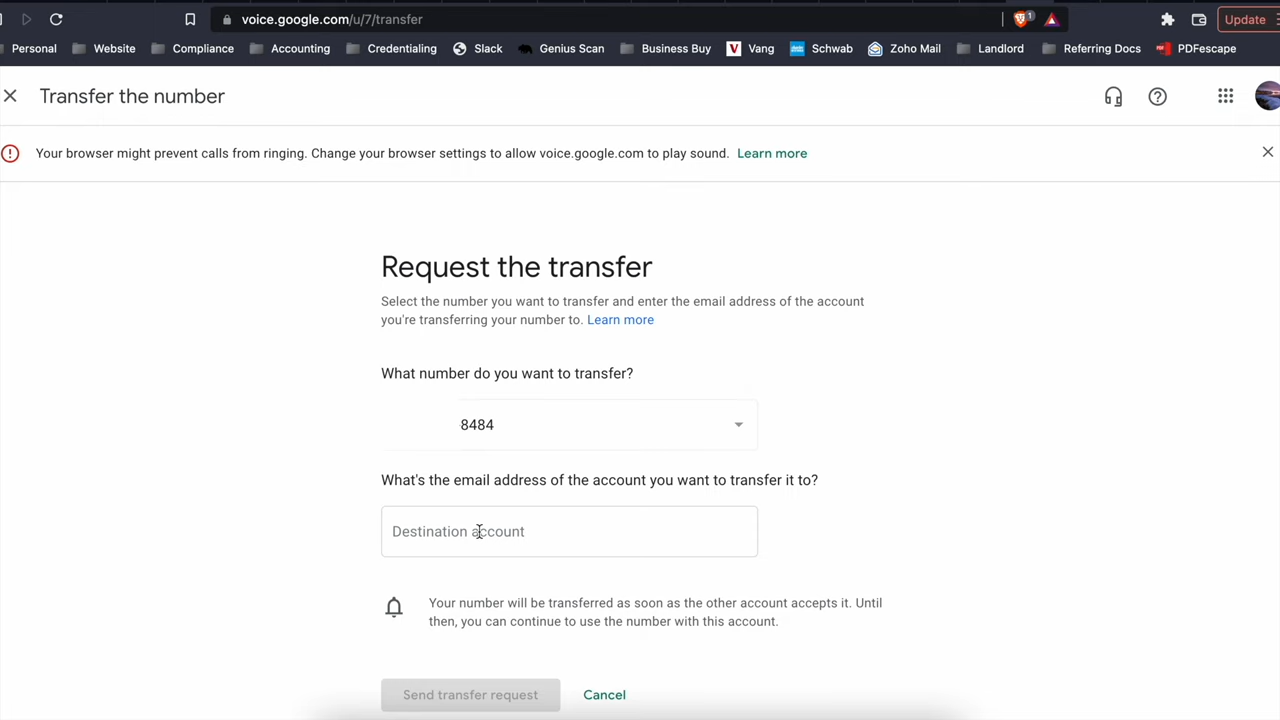 voice.google.com/u/7/transfer
1
Update
Personal Website Compliance Accounting Credentialing Slack Genius Scan Business Buy Vang Schwab Zoho Mail Landlord Referring Docs PDFescape
Transfer the number
Your browser might prevent calls from ringing. Change your browser settings to allow voice.google.com to play sound. Learn more
Request the transfer
Select the number you want to transfer and enter the email address of the account
you're transferring your number to. Learn more
What number do you want to transfer?
8484
What's the email address of the account you want to transfer it to?
Destination account
Your number will be transferred as soon as the other account accepts it. Until
then, you can continue to use the number with this account.
Send transfer request Cancel